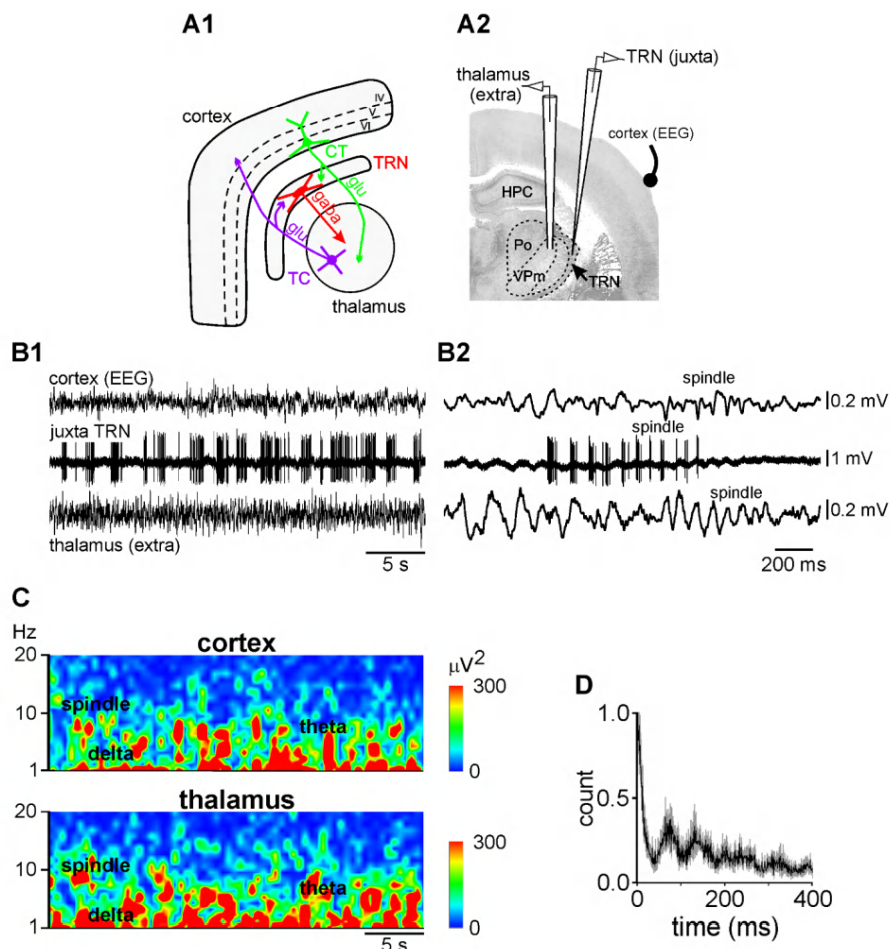 A1
A2
cortex
IV
V
VI
CT
TRN
glu
gaba
glu
TC
thalamus
TRN (juxta)
thalamus
(extra)
cortex (EEG)
HPC
Po
VPm
TRN
B1
cortex (EEG)
juxta TRN
thalamus (extra)
5 s
B2
spindle
0.2 mV
spindle
1 mV
spindle
0.2 mV
200 ms
C
Hz
cortex
μV2
20
300
spindle
10
theta
delta
1
0
thalamus
20
300
spindle
10
theta
delta
1
0
5 s
D
1.0
count
0.5
0.0
0 200 400
time (ms)